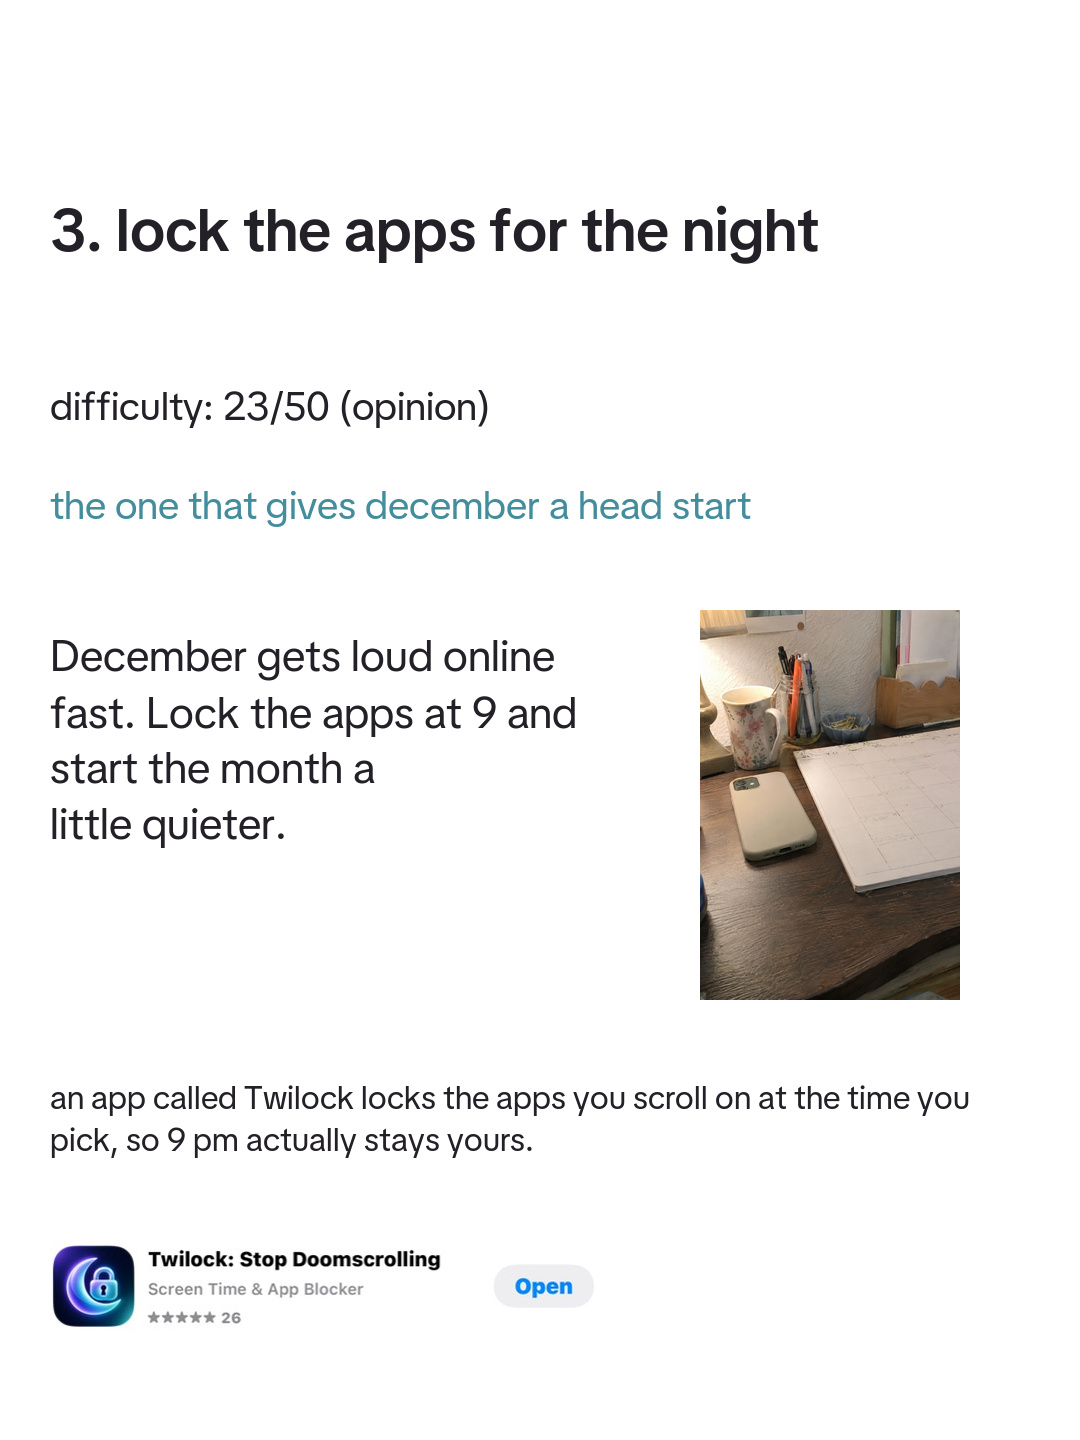 3. lock the apps for the night
difficulty: 23/50 (opinion)
the one that gives december a head start
December gets loud online
fast. Lock the apps at 9 and
start the month a
little quieter.
an app called Twilock locks the apps you scroll on at the time you
pick, so 9 pm actually stays yours.
Twilock: Stop Doomscrolling
Screen Time & App Blocker
★★★★★ 26
Open